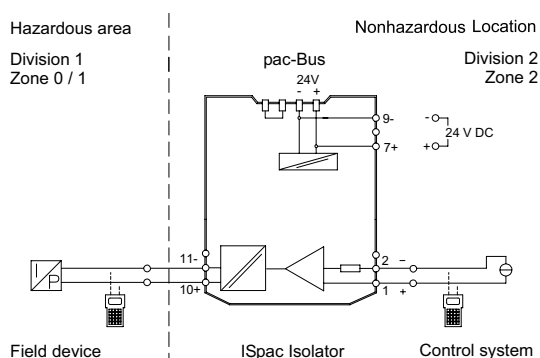 Hazardous area
Nonhazardous Location
Division 1
Zone 0 / 1
pac-Bus
Division 2
Zone 2
24V
- +
9-
7+
-
+
24 V DC
11-
10+
2 –
1 +
I
P
Field device
ISpac Isolator
Control system